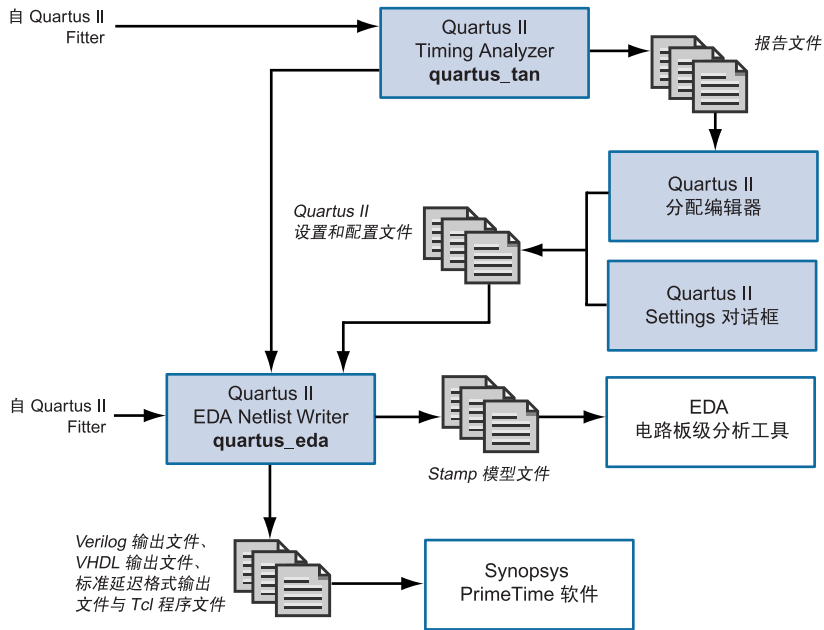 自 Quartus II
Fitter
Quartus II
Timing Analyzer
quartus_tan
报告文件
Quartus II
分配编辑器
Quartus II
设置和配置文件
Quartus II
Settings 对话框
自 Quartus II
Fitter
Quartus II
EDA Netlist Writer
quartus_eda
Stamp 模型文件
EDA
电路板级分析工具
Verilog 输出文件、
VHDL 输出文件、
标准延迟格式输出
文件与 Tcl 程序文件
Synopsys
PrimeTime 软件